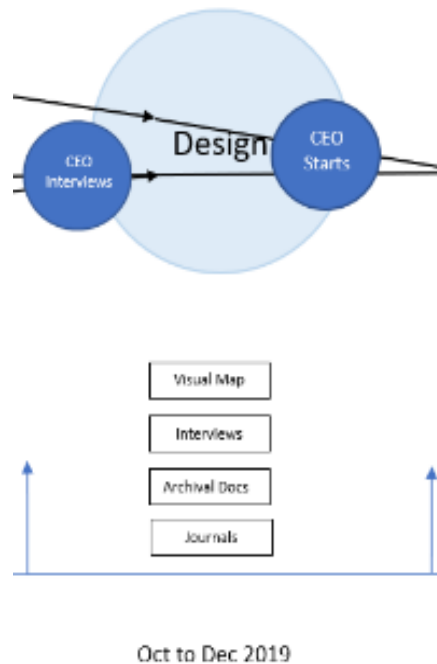 Design
CEO
Starts
CEO
Interviews
Visual Map
Interviews
Archival Docs
Journals
Oct to Dec 2019